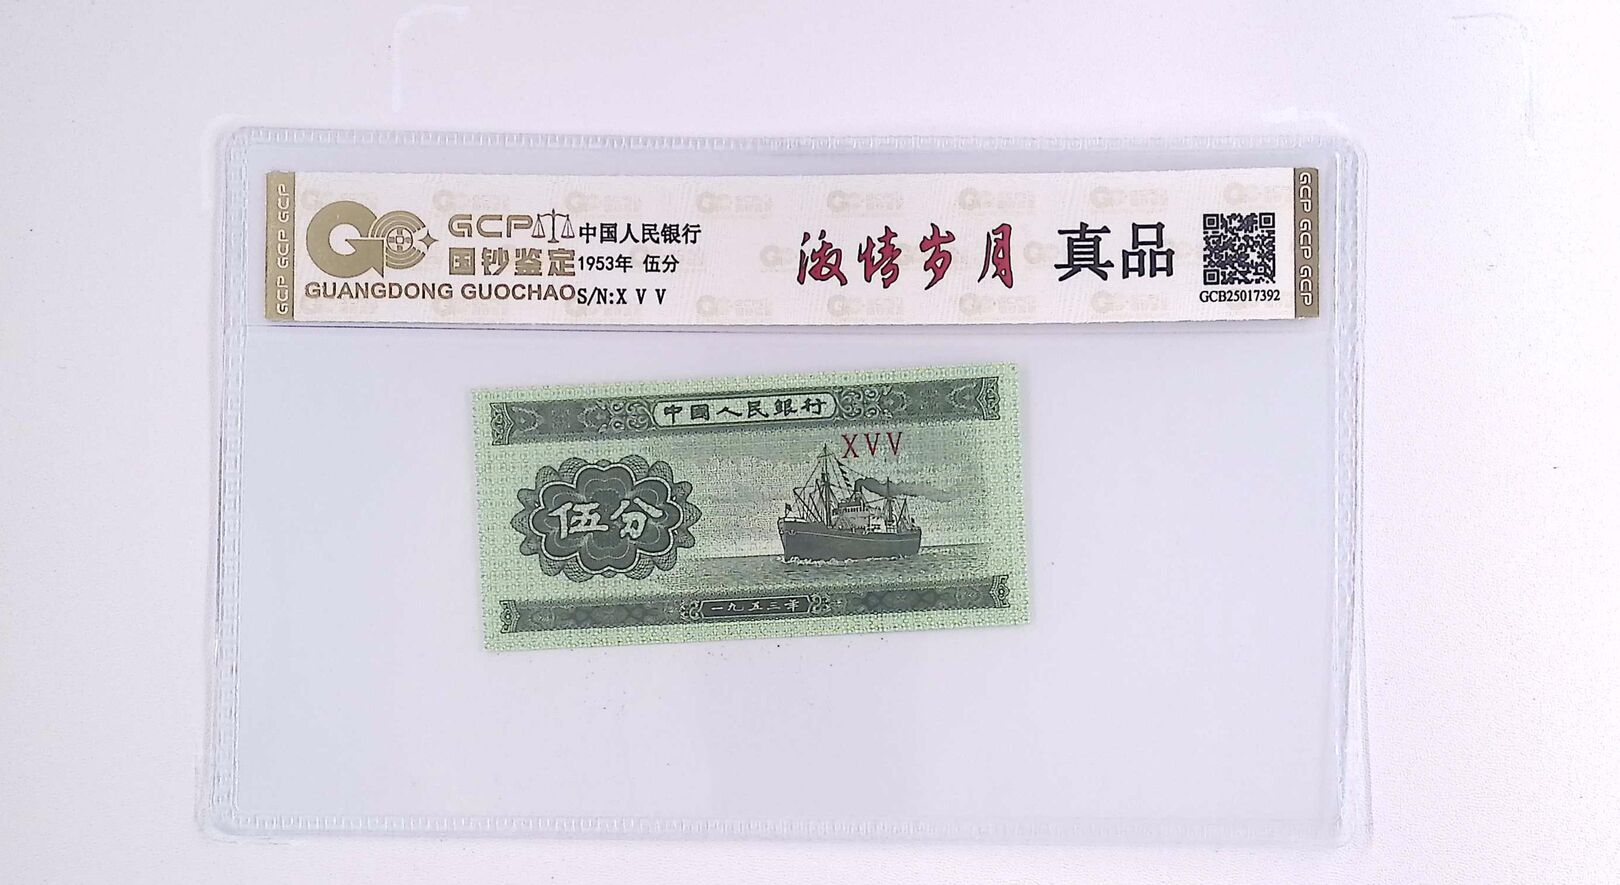 GCP GCP GCP
GCP
国钞鉴定
GUANGDONG GUOCHAO
中国人民银行
1953年 伍分
S/N:X V V
激情岁月
真品
GCB25017392
GCP GCP GCP
中國人民銀行
XVV
伍分
一九五三年